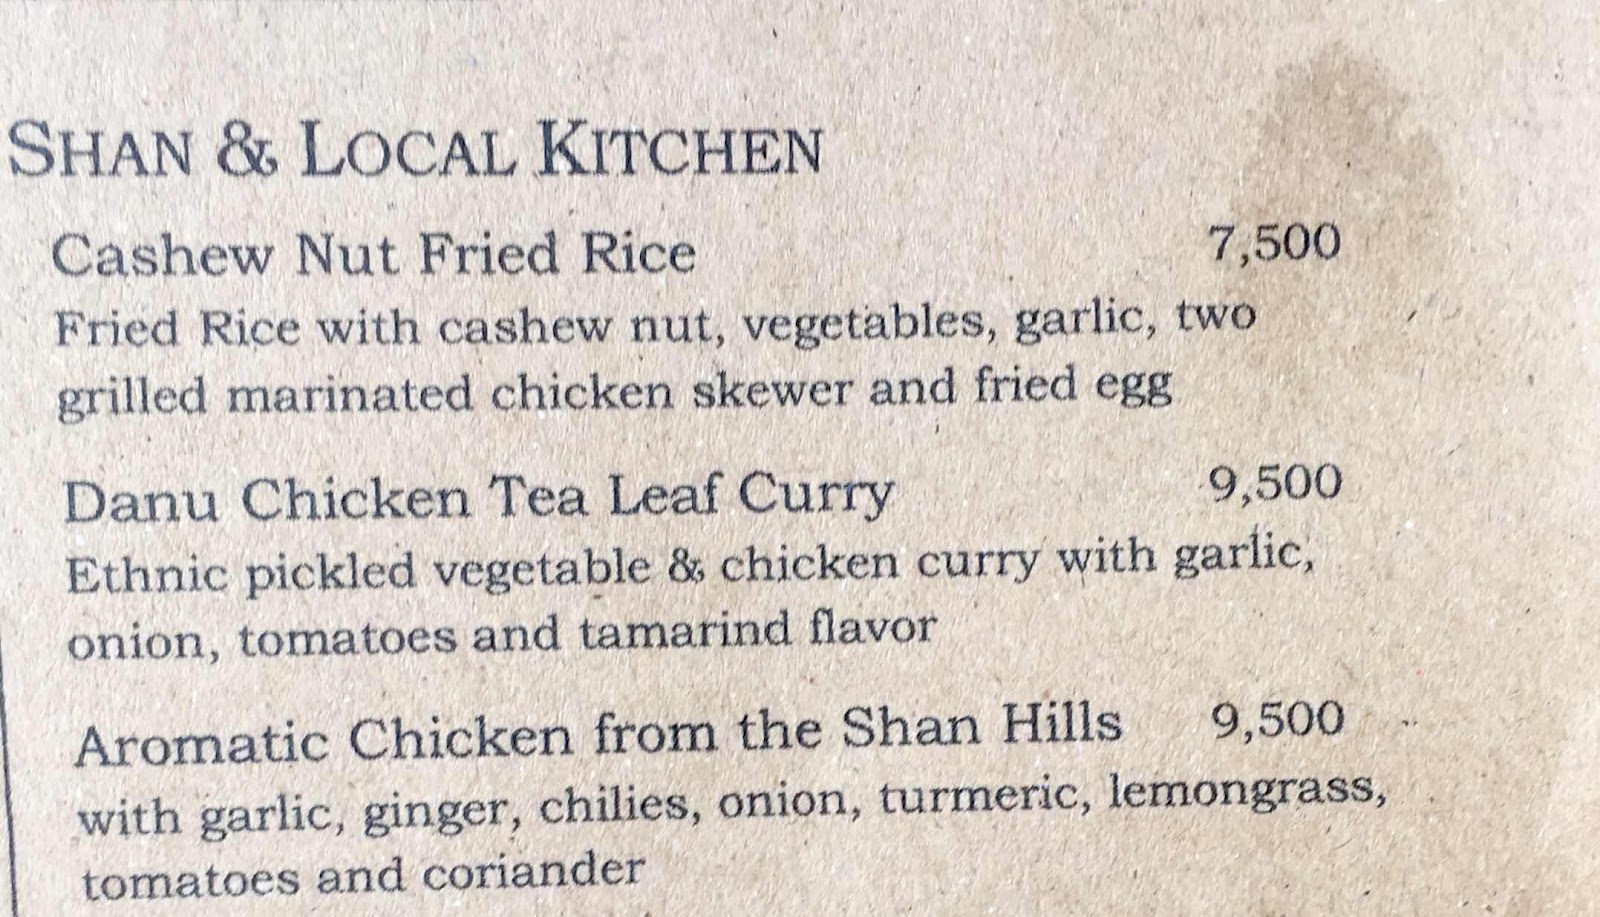 SHAN & LOCAL KITCHEN
Cashew Nut Fried Rice 7,500
Fried Rice with cashew nut, vegetables, garlic, two
grilled marinated chicken skewer and fried egg
Danu Chicken Tea Leaf Curry 9,500
Ethnic pickled vegetable & chicken curry with garlic,
onion, tomatoes and tamarind flavor
Aromatic Chicken from the Shan Hills 9,500
with garlic, ginger, chilies, onion, turmeric, lemongrass,
tomatoes and coriander